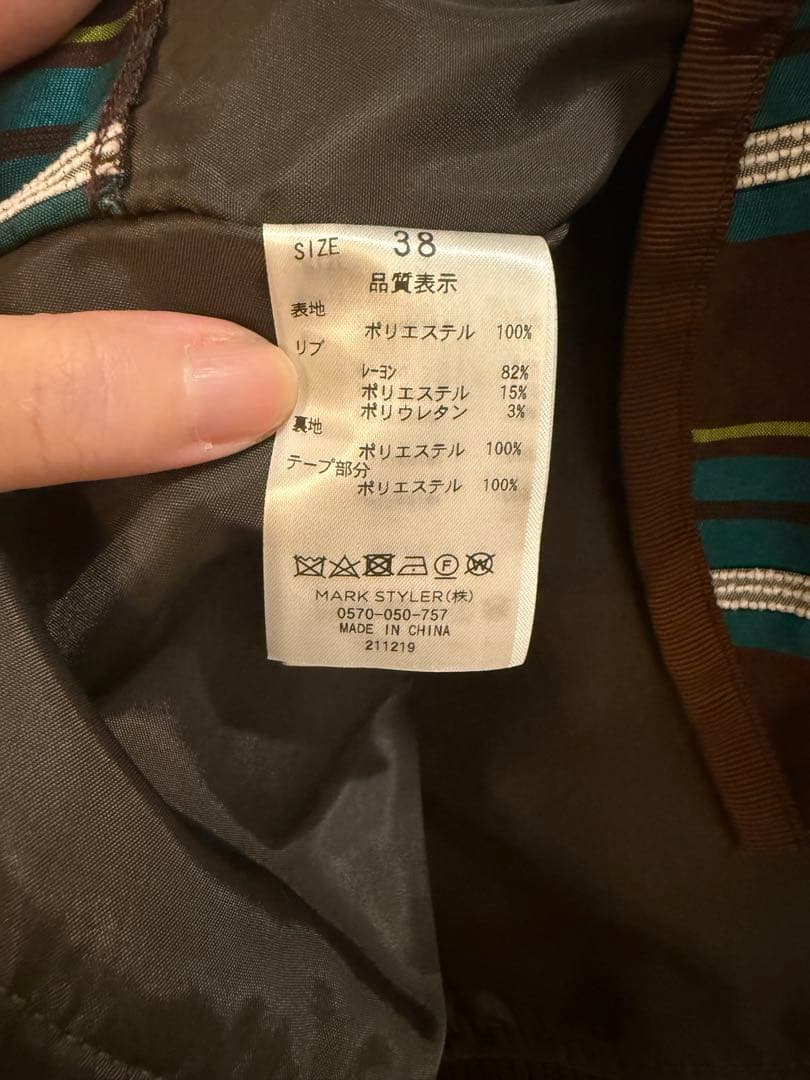 SIZE 38
品質表示
表地
ポリエステル 100%
リブ
レーヨン 82%
ポリエステル 15%
ポリウレタン 3%
裏地
ポリエステル 100%
テープ部分
ポリエステル 100%
F W
MARK STYLER(株)
0570-050-757
MADE IN CHINA
211219